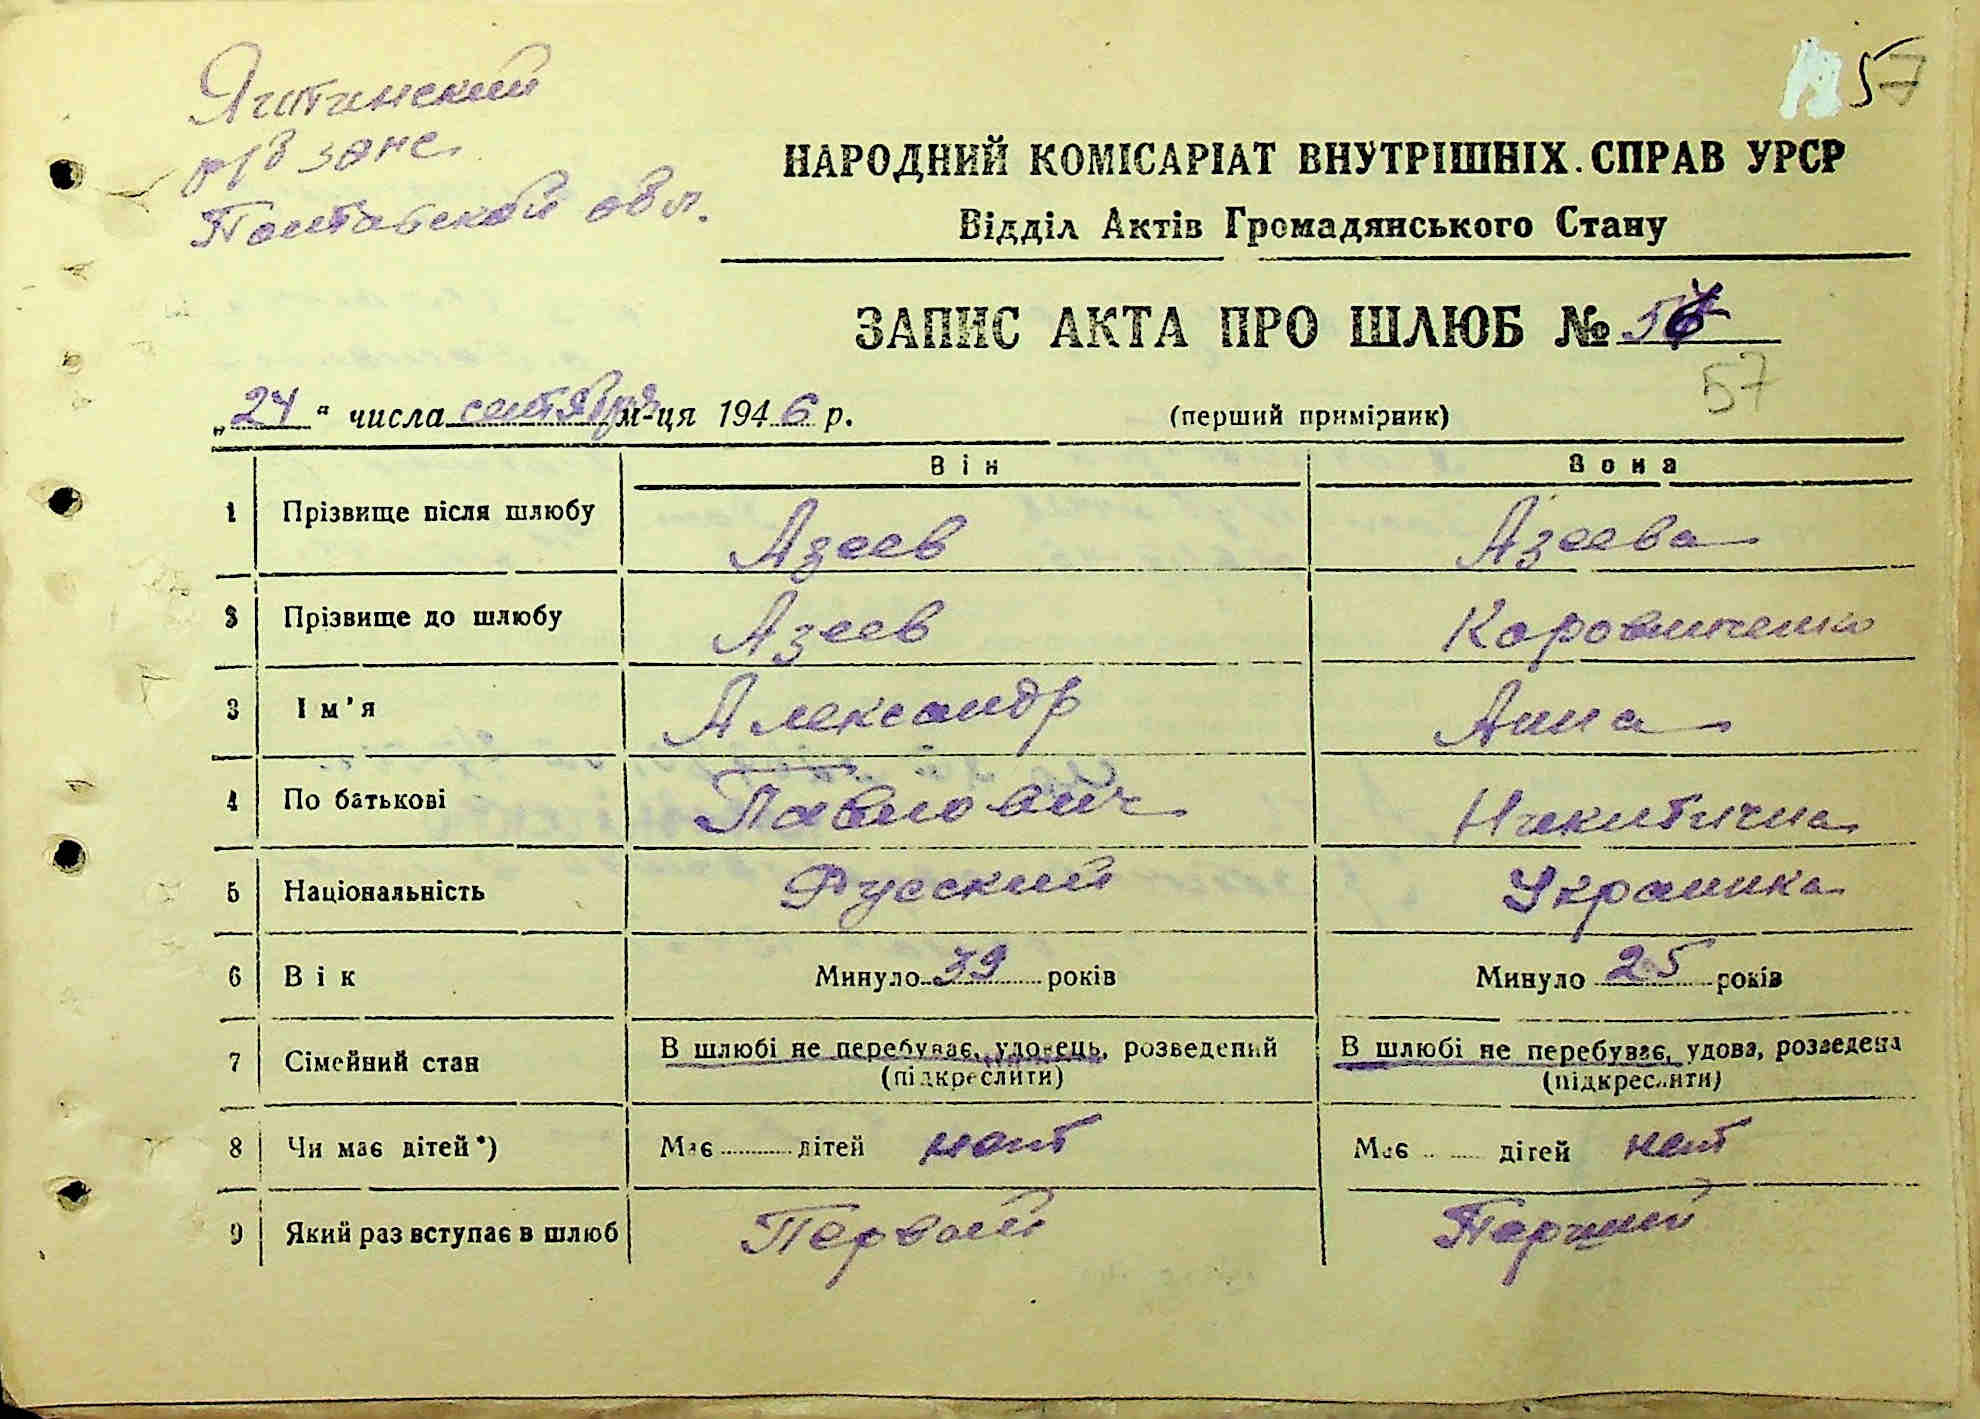 57
р/в загс
Полтавской обл.
НАРОДНИЙ КОМІСАРІАТ ВНУТРІШНІХ СПРАВ УРСР
Відділ Актів Громадянського Стану
ЗАПИС АКТА ПРО ШЛЮБ №
57
„24“ числа сентября м-ця 1946 р. (перший примірник)
Він Вона
1 Прізвище після шлюбу Азеев Азеева
3 Прізвище до шлюбу Азеев
3 Ім'я Александр Анна
4 По батькові Павлович Никитична
5 Національність Русский Украинка
6 Вік Минуло 39 років Минуло 25 років
7 Сімейний стан В шлюбі не перебуває, удовець, розведений В шлюбі не перебуває, удова, розведена
(підкреслити) (підкреслити)
8 Чи має дітей*) Має дітей нет Має дітей нет
9 Який раз вступає в шлюб Первый Перший